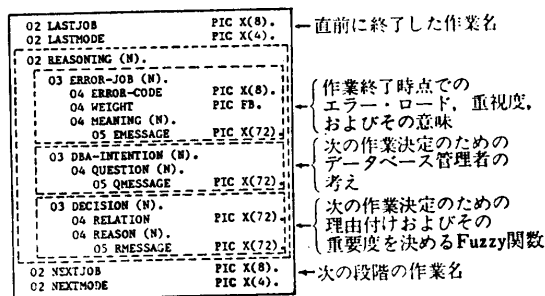 02 LASTJOB PIC X(8).
02 LASTMODE PIC X(4).
←直前に終了した作業名
02 REASONING (N).
03 ERROR-JOB (N).
04 ERROR-CODE PIC X(8).
04 WEIGHT PIC FB.
04 MEANING (N).
05 EMESSAGE PIC X(72).
作業終了時点での
エラー・ロード, 重視度,
およびその意味
03 DBA-INTENTION (N).
04 QUESTION (N).
05 QMESSAGE PIC X(72).
次の作業決定のための
データベース管理者の
考え
03 DECISION (N).
04 RELATION PIC X(72).
04 REASON (N).
05 RMESSAGE PIC X(72).
次の作業決定のための
理由付けおよびその
重要度を決めるFuzzy関数
02 NEXTJOB PIC X(8).
02 NEXTMODE PIC X(4).
←次の段階の作業名